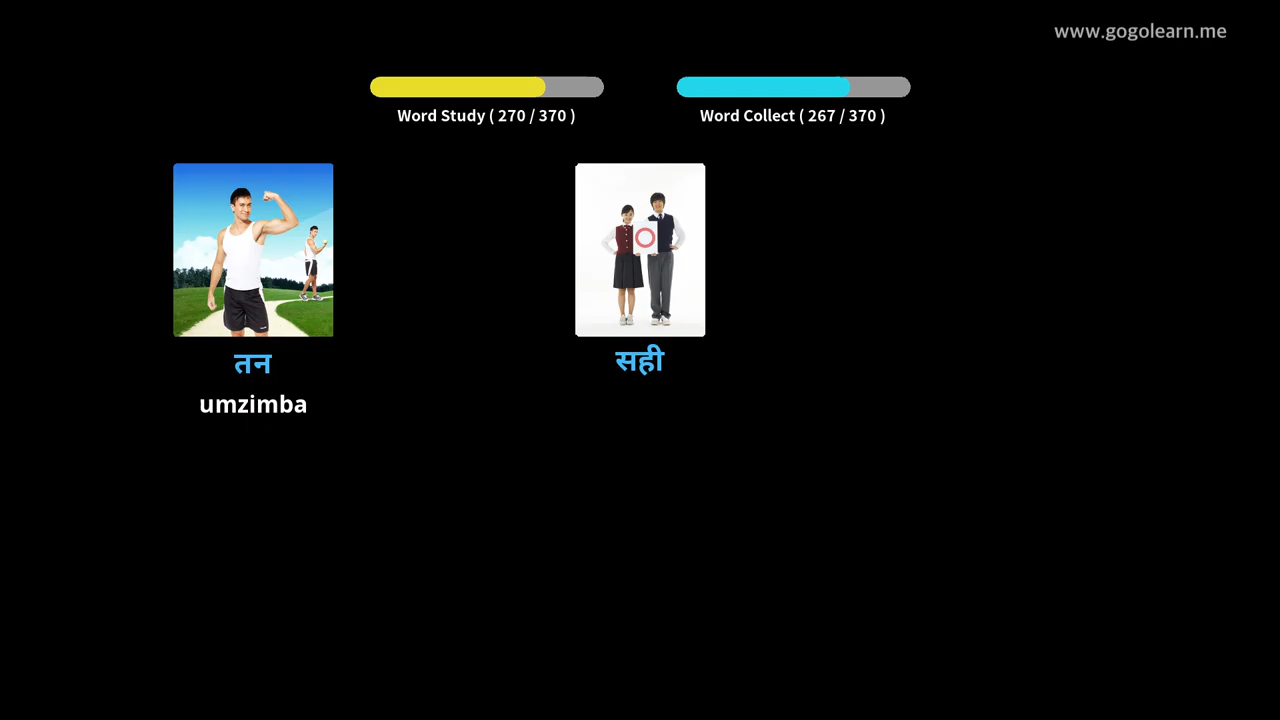 www.gogolearn.me
Word Study ( 270 / 370 )
Word Collect ( 267 / 370 )
तन
सही
umzimba